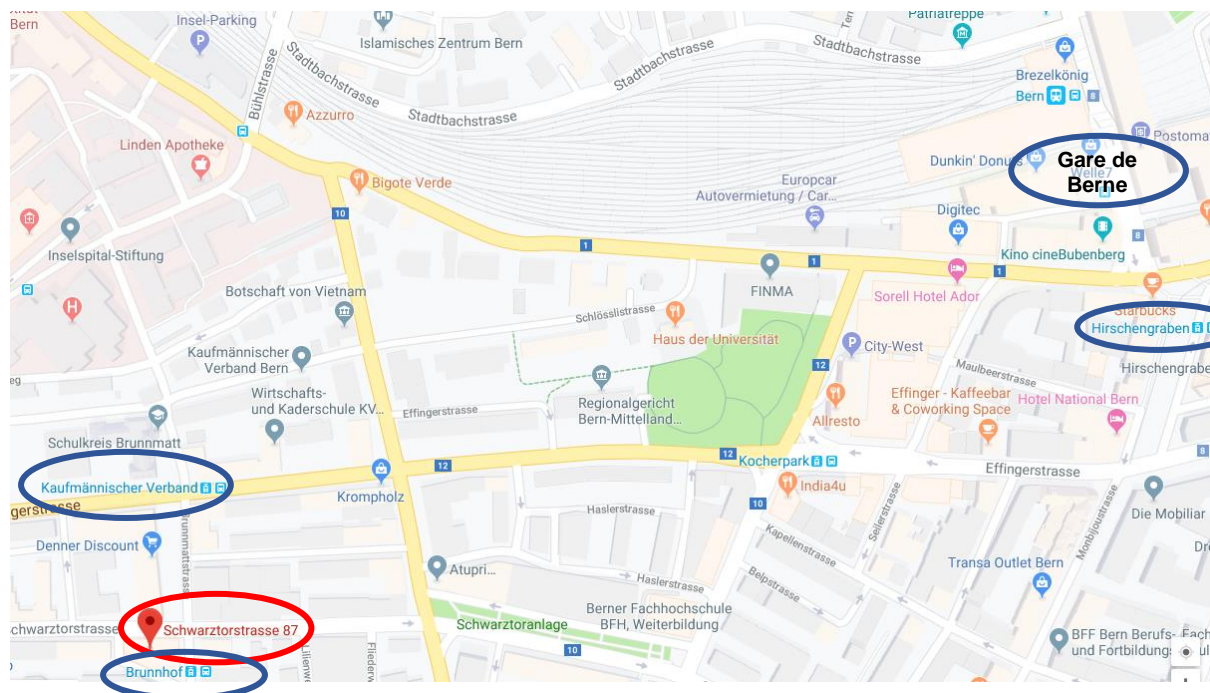 Bern
Insel-Parking
Islamisches Zentrum Bern
Patriatreppe
Stadtbachstrasse
Stadtbachstrasse
Stadtbachstrasse
Stadtbachstrasse
Bühlstrasse
Brezelkönig
Bern
8
Azzurro
Linden Apotheke
Postomat
Dunkin' Donuts
Gare de
Berne
Welle7
Bigote Verde
Europcar
Autovermietung / Car...
Digitec
10
1
1
1
8
Inselspital-Stiftung
Kino cineBubenberg
Botschaft von Vietnam
FINMA
Sorell Hotel Ador
Starbucks
Hirschengraben
Schlösslistrasse
Haus der Universität
City-West
Kaufmännischer
Verband Bern
12
Maulbeerstrasse
Hirschengrabe
Wirtschafts-
und Kaderschule KV...
Effingerstrasse
Regionalgericht
Bern-Mittelland...
Allresto
Effinger - Kaffeebar
& Coworking Space
Hotel National Bern
Schulkreis Brunnmatt
12
12
Kocherpark
Effingerstrasse
8
Kaufmännischer Verband
Krompholz
India4u
gerstrasse
10
Haslerstrasse
Seilerstrasse
Monbijoustrasse
Die Mobiliar
Denner Discount
Brunnmattstrasse
Kapellenstrasse
Transa Outlet Bern
Atupri...
Haslerstrasse
Belpstrasse
chwarztorstrasse
Schwarztorstrasse 87
Schwarztoranlage
Berner Fachhochschule
BFH, Weiterbildung
10
BFF Bern Berufs- Fach
und Fortbildung
Brunnhof